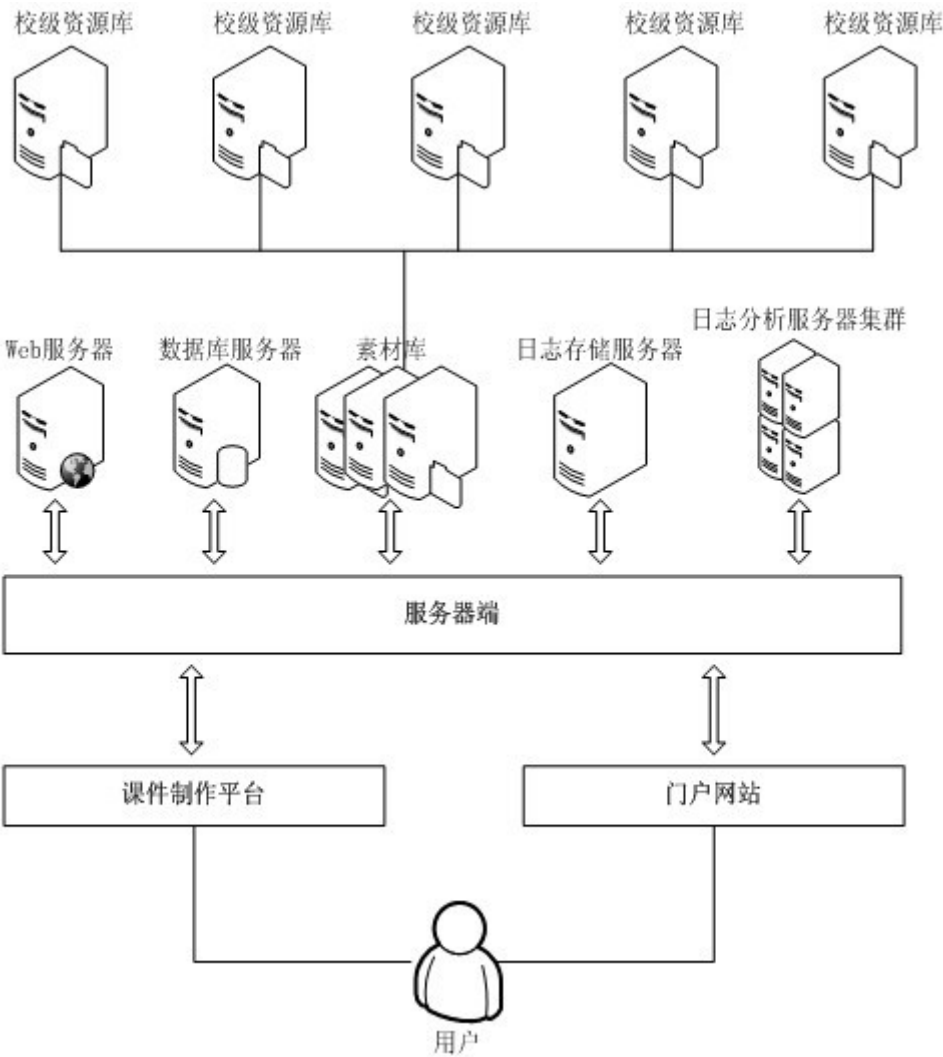 校级资源库 校级资源库 校级资源库 校级资源库 校级资源库
日志分析服务器集群
Web服务器 数据库服务器 素材库 日志存储服务器
服务器端
课件制作平台 门户网站
用户